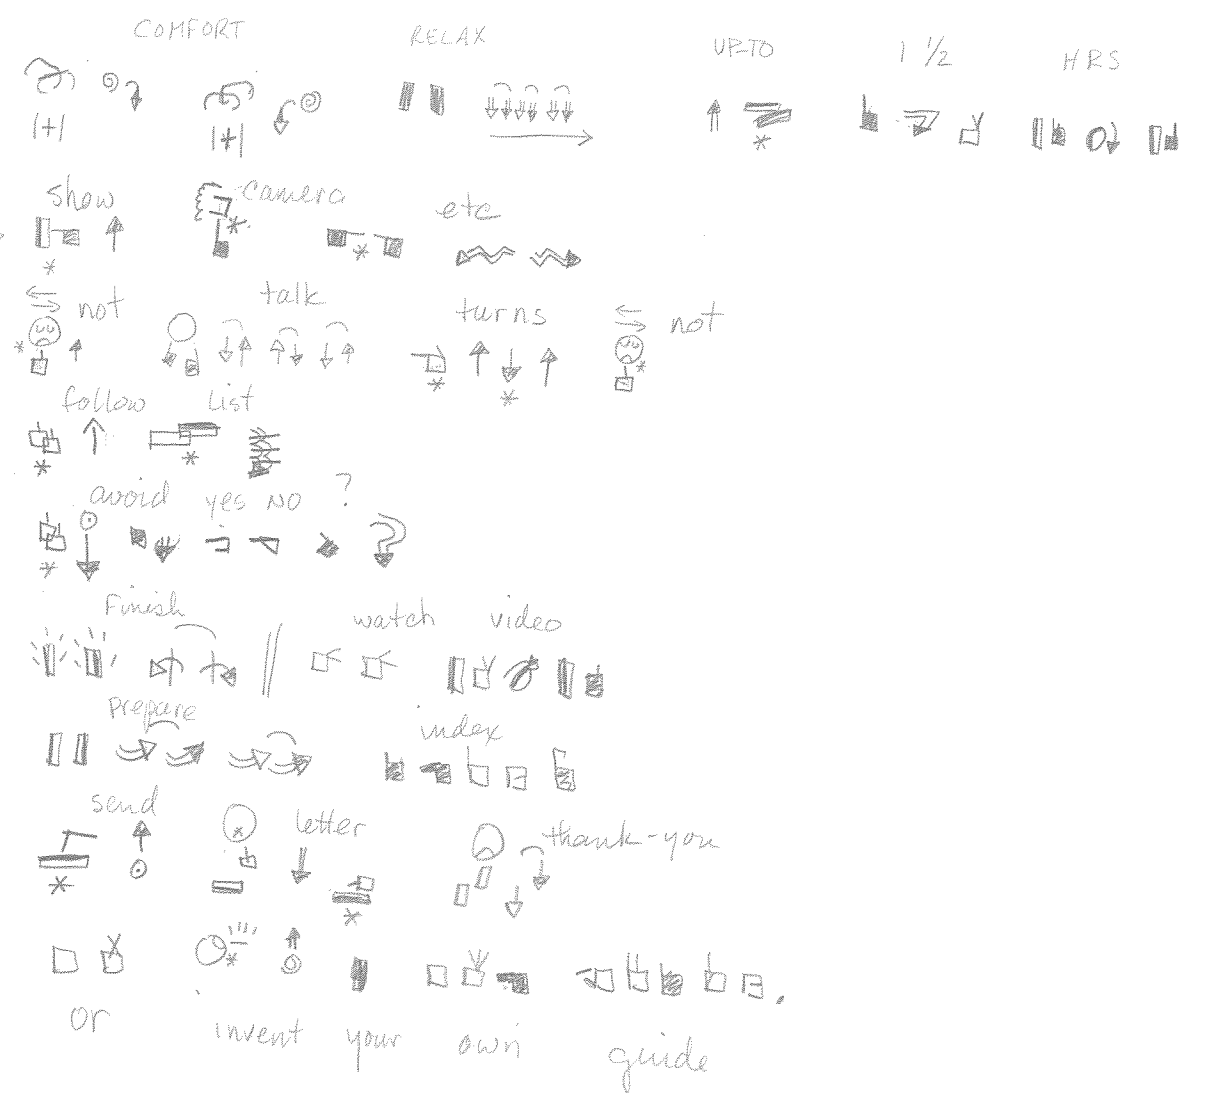 COMFORT RELAX UP-TO 1 1/2 HRS
show camera etc
not talk turns not
follow list
avoid yes NO ?
Finish watch video
prepare index
send letter thank-you
or invent your own guide